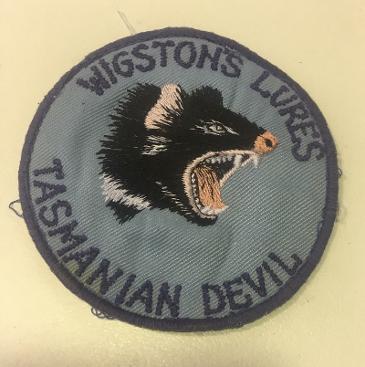 WIGSTON'S LURES
TASMANIAN DEVIL